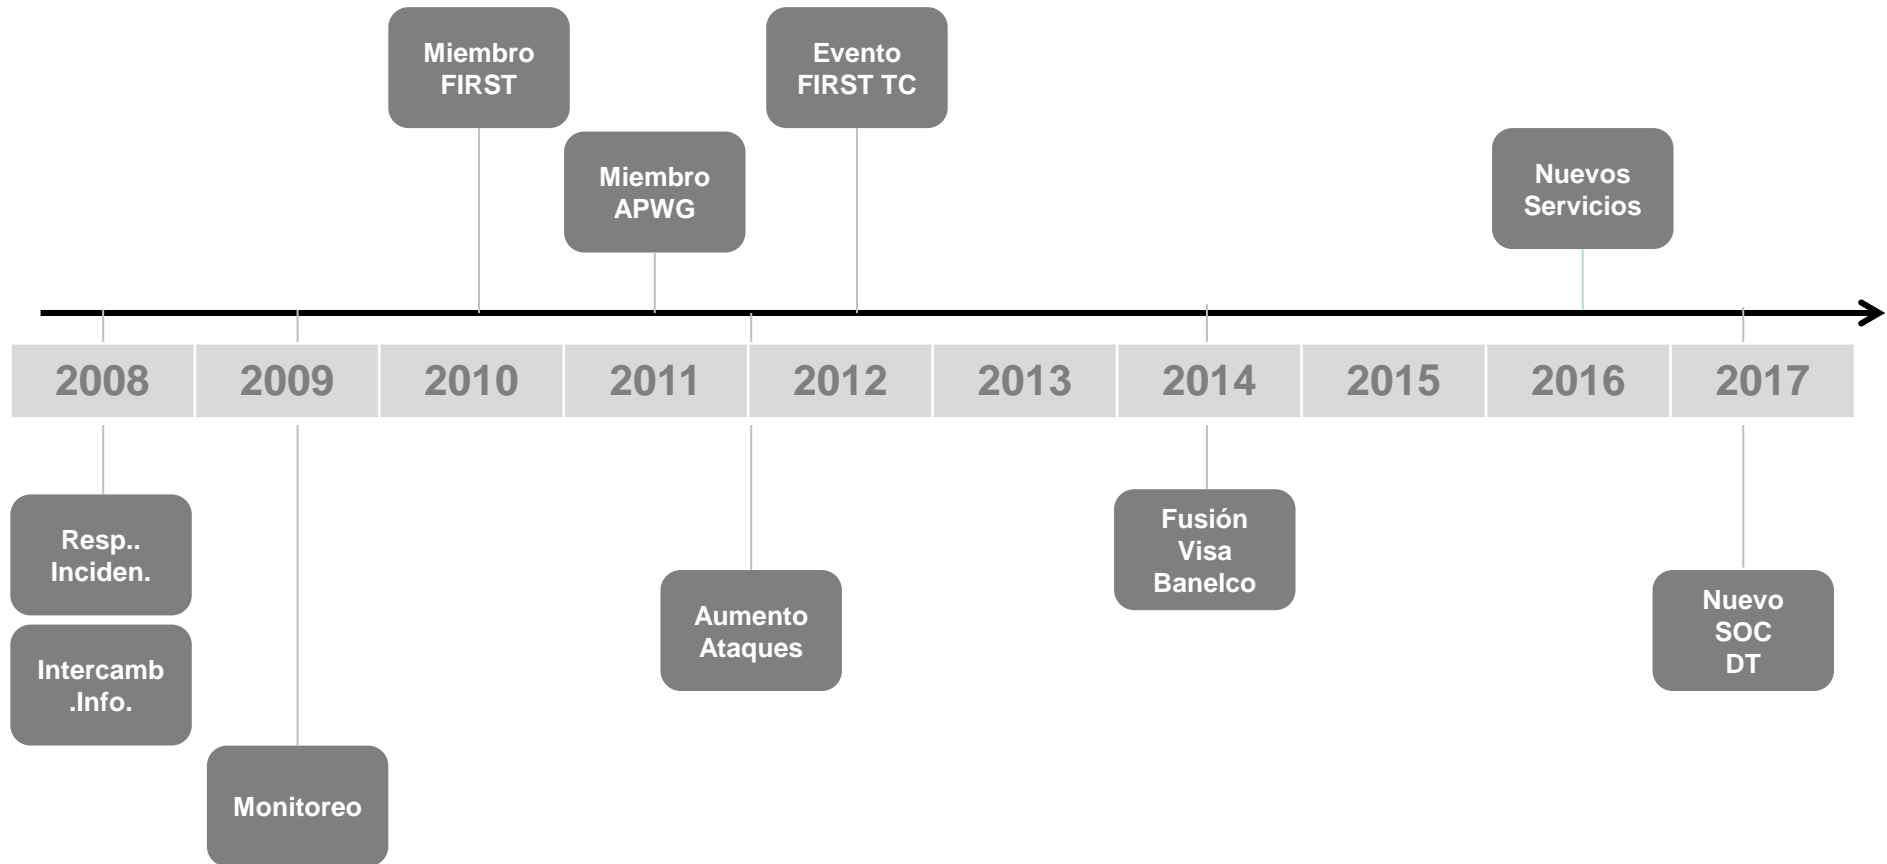 Miembro
FIRST
Evento
FIRST TC
Miembro
APWG
Nuevos
Servicios
2008
2009
2010
2011
2012
2013
2014
2015
2016
2017
Resp..
Inciden.
Intercamb
.Info.
Monitoreo
Aumento
Ataques
Fusión
Visa
Banelco
Nuevo
SOC
DT